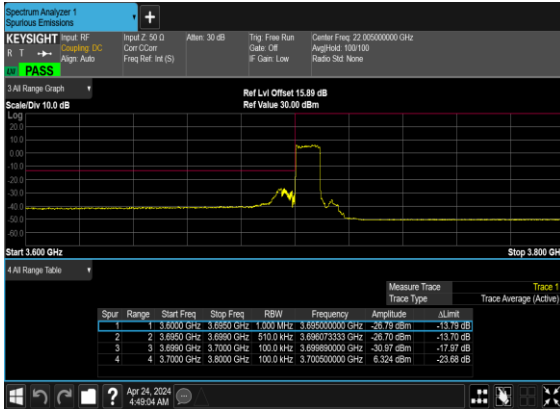 Spectrum Analyzer 1
Spurious Emissions
+
KEYSIGHT Input: RF Input Z: 50 Ω Atten: 30 dB Trig: Free Run Center Freq: 22.005000000 GHz
R T Coupling: DC Corr CCorr Gate: Off Avg|Hold: 100/100
Align: Auto Freq Ref: Int (S) IF Gain: Low Radio Std: None
PASS
3 All Range Graph
Ref Lvl Offset 15.89 dB
Scale/Div 10.0 dB Ref Value 30.00 dBm
Log
20.0
10.0
0.00
-10.0
-20.0
-30.0
-40.0
-50.0
-60.0
Start 3.600 GHz Stop 3.800 GH
4 All Range Table
Measure Trace Trace 1
Trace Type Trace Average (Active)
Spur Range Start Freq Stop Freq RBW Frequency Amplitude ΔLimit
1 1 3.6000 GHz 3.6950 GHz 1.000 MHz 3.695000000 GHz -26.79 dBm -13.79 dB
2 2 3.6950 GHz 3.6990 GHz 510.0 kHz 3.696073333 GHz -26.70 dBm -13.70 dB
3 3 3.6990 GHz 3.7000 GHz 100.0 kHz 3.699890000 GHz -30.97 dBm -17.97 dB
4 4 3.7000 GHz 3.8000 GHz 100.0 kHz 3.700500000 GHz 6.324 dBm -23.68 dB
?
Apr 24, 2024
4:49:04 AM